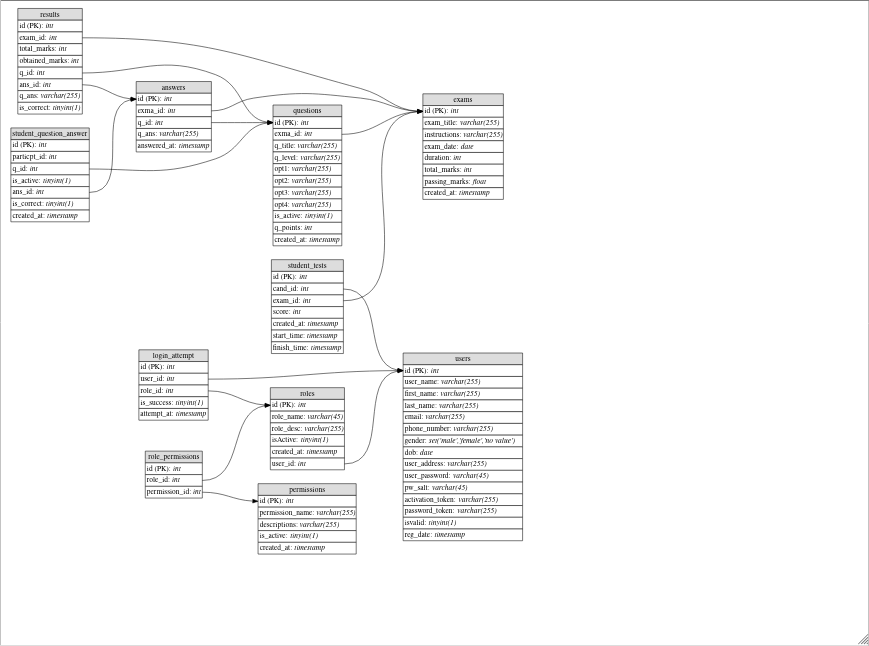 results
id (PK): int
exam_id: int
total_marks: int
obtained_marks: int
q_id: int
ans_id: int
q_ans: varchar(255)
is_correct: tinyint(1)
student_question_answer
id (PK): int
particpt_id: int
q_id: int
is_active: tinyint(1)
ans_id: int
is_correct: tinyint(1)
created_at: timestamp
answers
id (PK): int
exma_id: int
q_id: int
q_ans: varchar(255)
answered_at: timestamp
questions
id (PK): int
exma_id: int
q_title: varchar(255)
q_level: varchar(255)
opt1: varchar(255)
opt2: varchar(255)
opt3: varchar(255)
opt4: varchar(255)
is_active: tinyint(1)
q_points: int
created_at: timestamp
exams
id (PK): int
exam_title: varchar(255)
instructions: varchar(255)
exam_date: date
duration: int
total_marks: int
passing_marks: float
created_at: timestamp
student_tests
id (PK): int
cand_id: int
exam_id: int
score: int
created_at: timestamp
start_time: timestamp
finish_time: timestamp
login_attempt
id (PK): int
user_id: int
role_id: int
is_success: tinyint(1)
attempt_at: timestamp
users
id (PK): int
user_name: varchar(255)
first_name: varchar(255)
last_name: varchar(255)
email: varchar(255)
phone_number: varchar(255)
gender: set('male','female','no value')
dob: date
user_address: varchar(255)
user_password: varchar(45)
pw_salt: varchar(45)
activation_token: varchar(255)
password_token: varchar(255)
isvalid: tinyint(1)
reg_date: timestamp
roles
id (PK): int
role_name: varchar(45)
role_desc: varchar(255)
isActive: tinyint(1)
created_at: timestamp
user_id: int
role_permissions
id (PK): int
role_id: int
permission_id: int
permissions
id (PK): int
permission_name: varchar(255)
descriptions: varchar(255)
is_active: tinyint(1)
created_at: timestamp